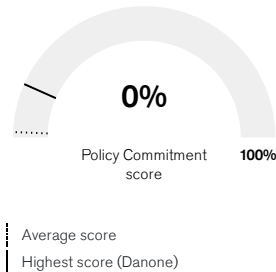 0%
Policy Commitment 100%
score
Average score
Highest score (Danone)